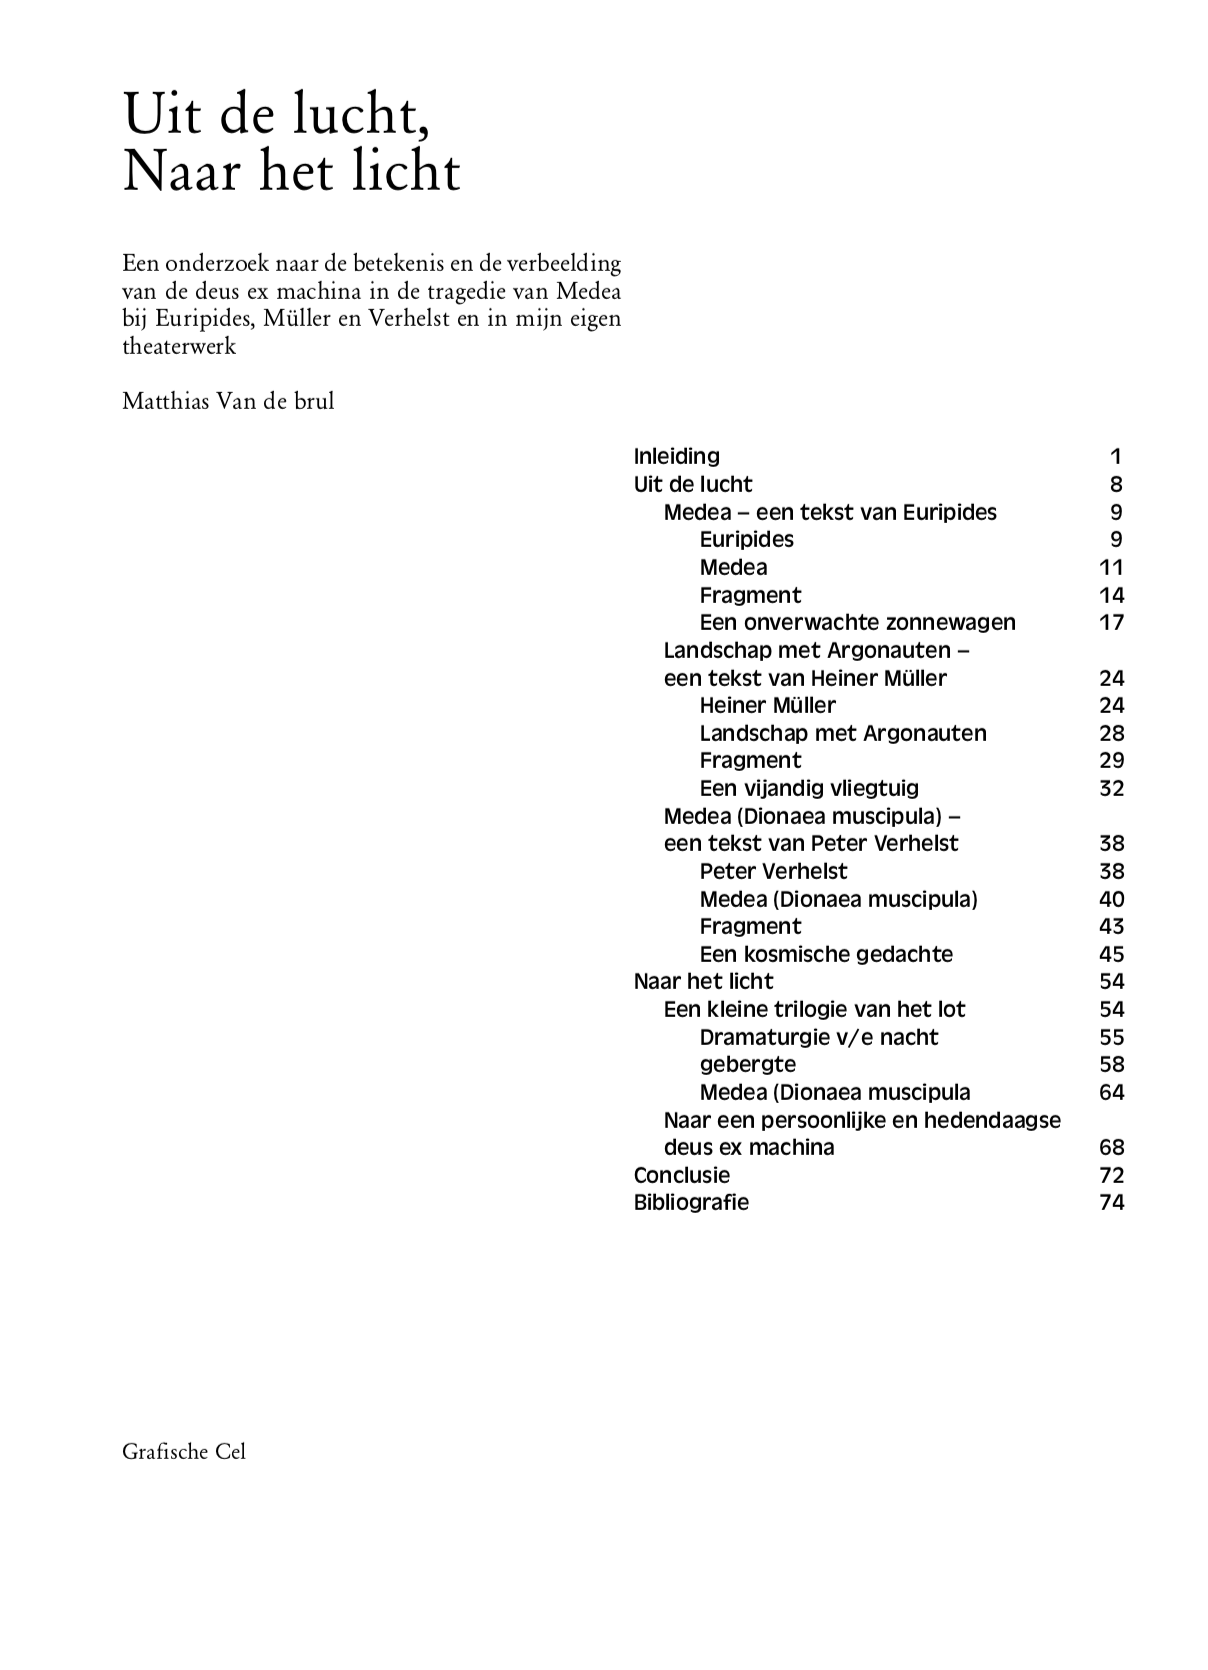 Uit de lucht,
Naar het licht
Een onderzoek naar de betekenis en de verbeelding
van de deus ex machina in de tragedie van Medea
bij Euripides, Müller en Verhelst en in mijn eigen
theaterwerk
Matthias Van de brul
Inleiding 1
Uit de lucht 8
Medea – een tekst van Euripides 9
Euripides 9
Medea 11
Fragment 14
Een onverwachte zonnewagen 17
Landschap met Argonauten –
een tekst van Heiner Müller 24
Heiner Müller 24
Landschap met Argonauten 28
Fragment 29
Een vijandig vliegtuig 32
Medea (Dionaea muscipula) –
een tekst van Peter Verhelst 38
Peter Verhelst 38
Medea (Dionaea muscipula) 40
Fragment 43
Een kosmische gedachte 45
Naar het licht 54
Een kleine trilogie van het lot 54
Dramaturgie v/e nacht 55
gebergte 58
Medea (Dionaea muscipula 64
Naar een persoonlijke en hedendaagse
deus ex machina 68
Conclusie 72
Bibliografie 74
Grafische Cel